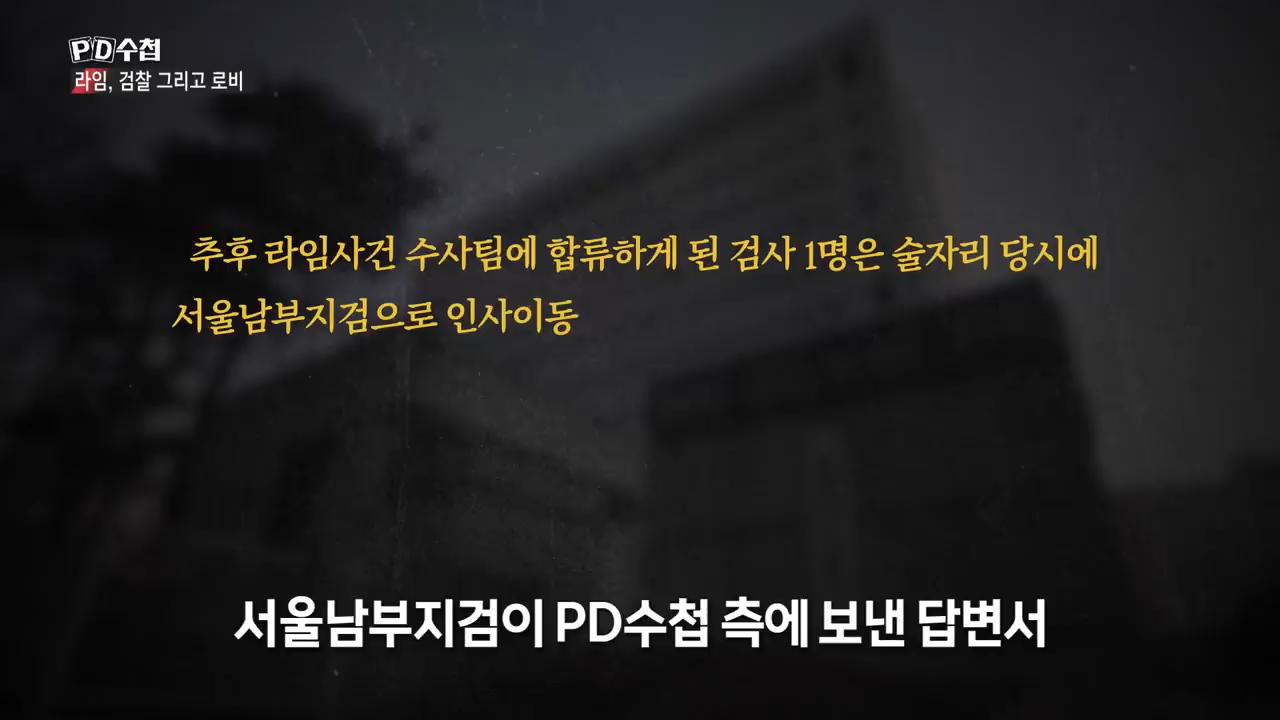 PD수첩
라임, 검찰 그리고 로비
추후 라임사건 수사팀에 합류하게 된 검사 1명은 술자리 당시에
서울남부지검으로 인사이동
서울남부지검이 PD수첩 측에 보낸 답변서